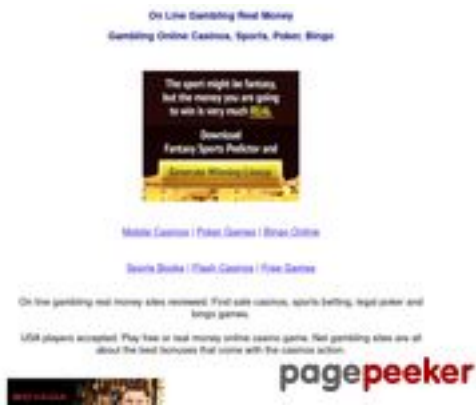 On Line Gambling Real Money
Gambling Online Casinos, Sports, Poker, Bingo
The sport might be fantasy,
but the money you are going
to win is very much REAL
Download
Fantasy Sports Predictor and
Generate Winning Lineup
Mobile Casinos | Poker Games | Bingo Online
Sports Books | Flash Casinos | Free Games
On line gambling real money sites reviewed. Find safe casinos, sports betting, legal poker and
bingo games.
USA players accepted. Play free or real money online casino game. Net gambling sites are all
about the best bonuses that come with the casinos action.
pagepeeker